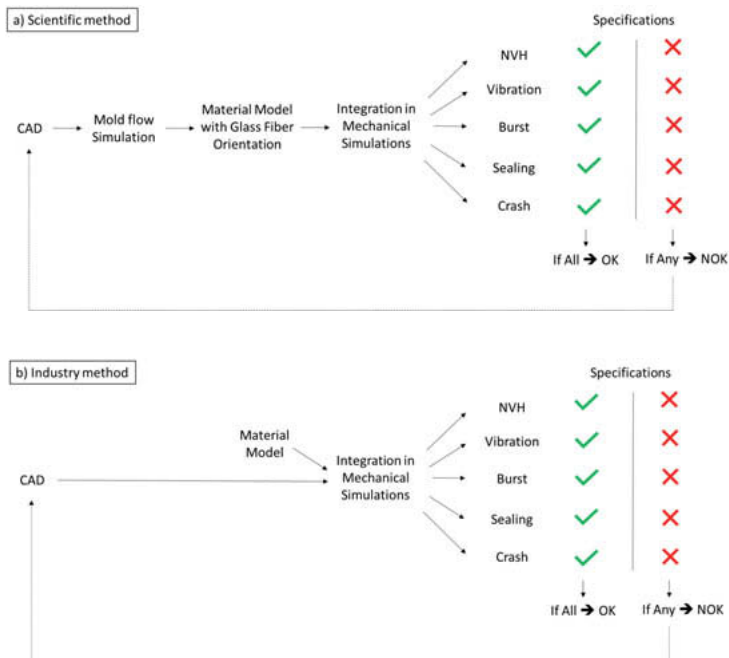 a) Scientific method
Specifications
NVH
Vibration
Burst
Sealing
Crash
CAD
Mold flow
Simulation
Material Model
with Glass Fiber
Orientation
Integration in
Mechanical
Simulations
If All ➔ OK
If Any ➔ NOK
b) Industry method
Specifications
NVH
Vibration
Burst
Sealing
Crash
Material
Model
CAD
Integration in
Mechanical
Simulations
If All ➔ OK
If Any ➔ NOK